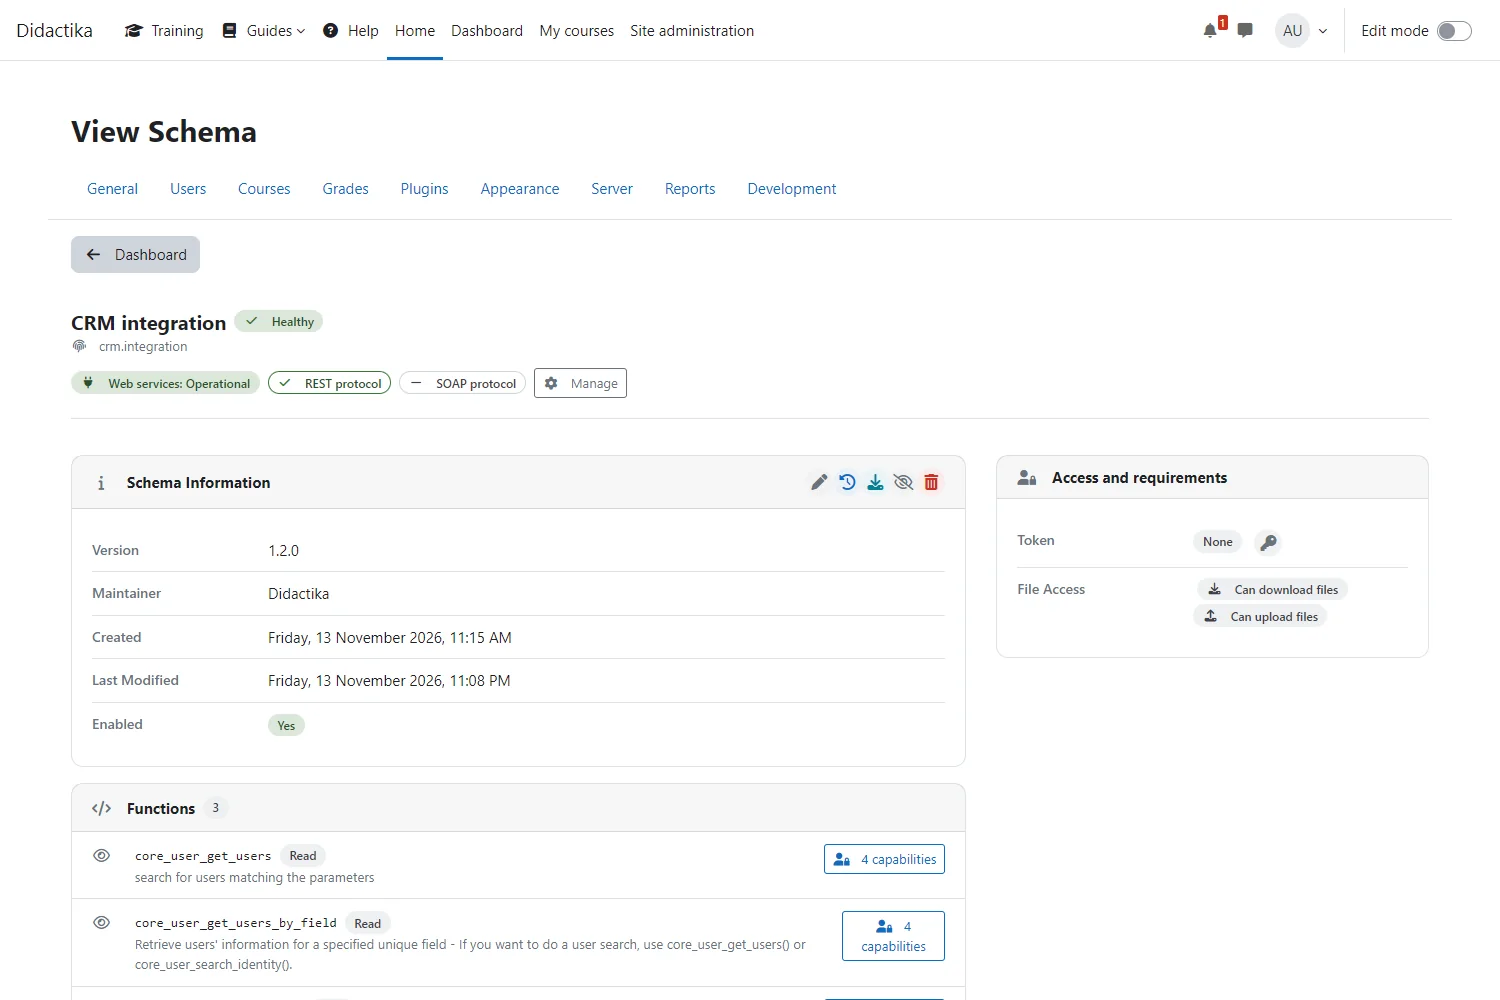 Didactika Training Guides Help Home Dashboard My courses Site administration 1 AU Edit mode
View Schema
General Users Courses Grades Plugins Appearance Server Reports Development
Dashboard
CRM integration Healthy
crm.integration
Web services: Operational REST protocol SOAP protocol Manage
Schema Information
Version 1.2.0
Maintainer Didactika
Created Friday, 13 November 2026, 11:15 AM
Last Modified Friday, 13 November 2026, 11:08 PM
Enabled Yes
Access and requirements
Token None
File Access Can download files
Can upload files
Functions 3
core_user_get_users Read
search for users matching the parameters
4 capabilities
core_user_get_users_by_field Read
Retrieve users' information for a specified unique field - If you want to do a user search, use core_user_get_users() or
core_user_search_identity().
4
capabilities